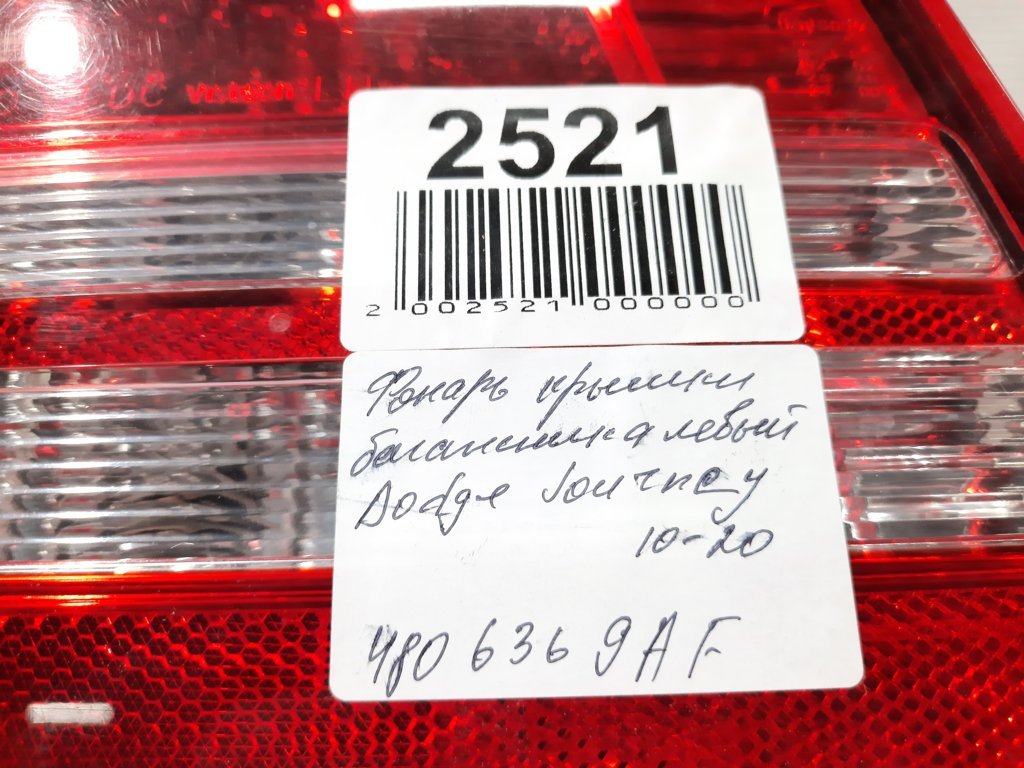 2521
2 002521 000000
Фонарь крышки
багажника левый
Dodge Journey
10-20
4806369AF